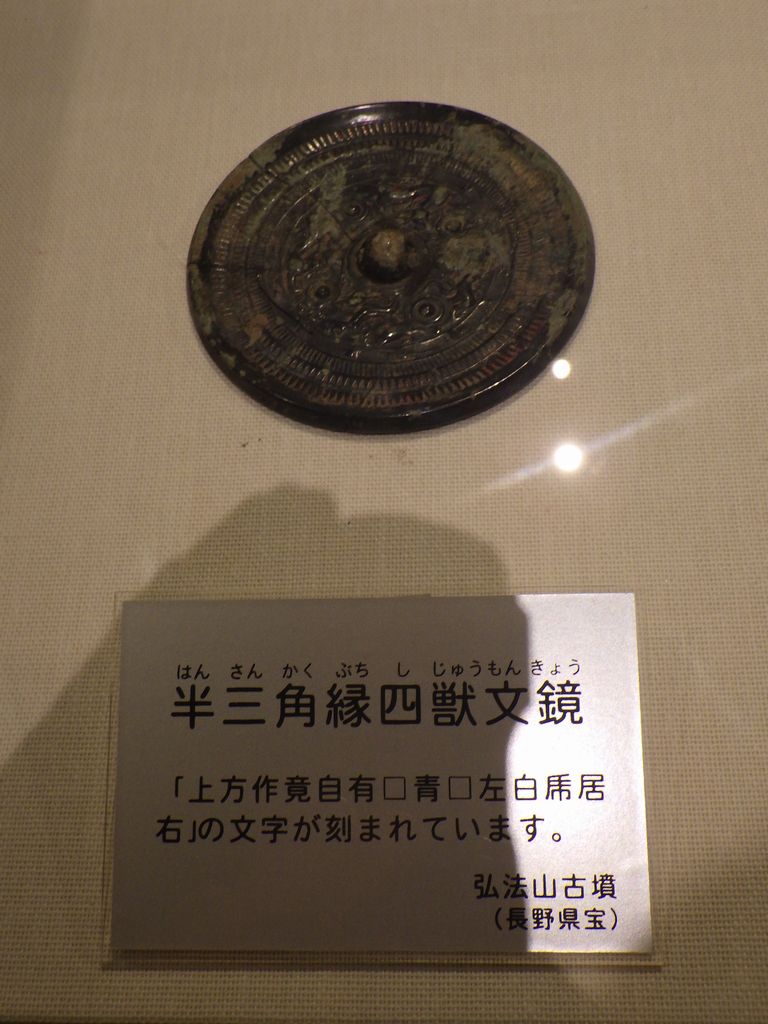 はん さん かく ぶち し じゅうもんきょう
半三角縁四獣文鏡
「上方作竟自有□青□左白乕居
右」の文字が刻まれています。
弘法山古墳
(長野県宝)